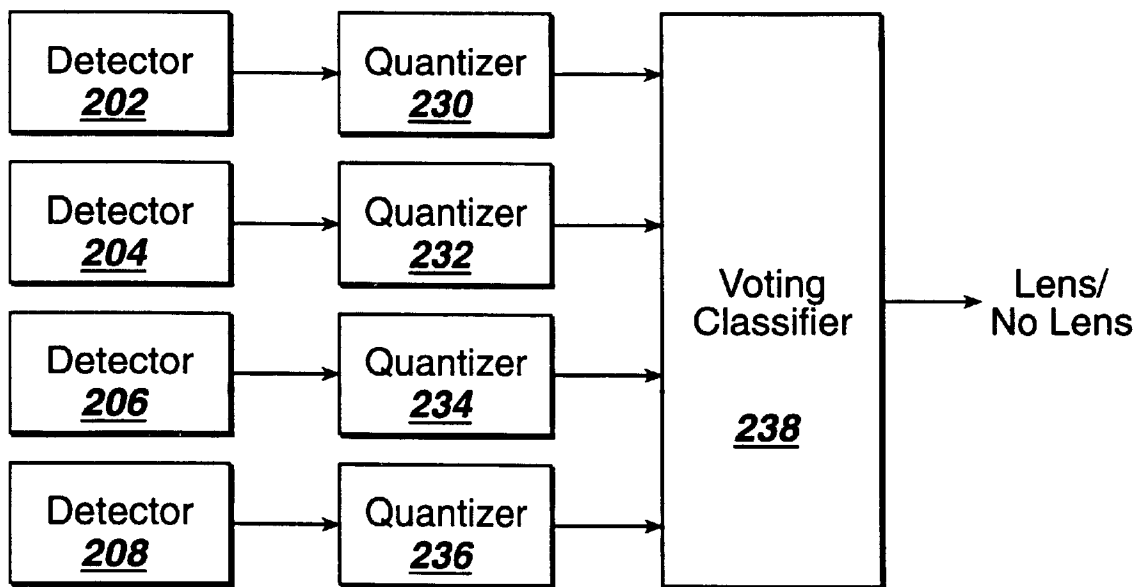 Detector
202
Quantizer
230
Detector
204
Quantizer
232
Detector
206
Quantizer
234
Detector
208
Quantizer
236
Voting
Classifier
238
Lens/
No Lens